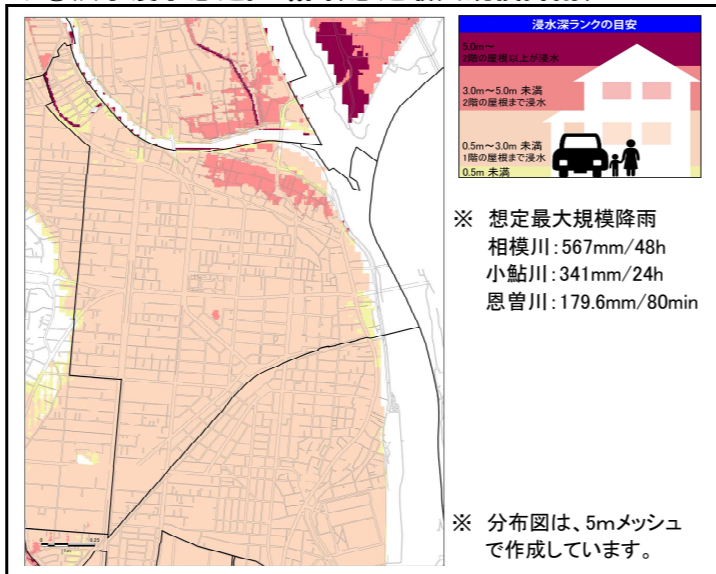 浸水深ランクの目安
5.0m～
2階の屋根以上が浸水
3.0m～5.0m 未満
2階の屋根まで浸水
0.5m～3.0m 未満
1階の屋根まで浸水
0.5m 未満
※ 想定最大規模降雨
相模川:567mm/48h
小鮎川:341mm/24h
恩曽川:179.6mm/80min
※ 分布図は、5mメッシュ
で作成しています。
0 0.25